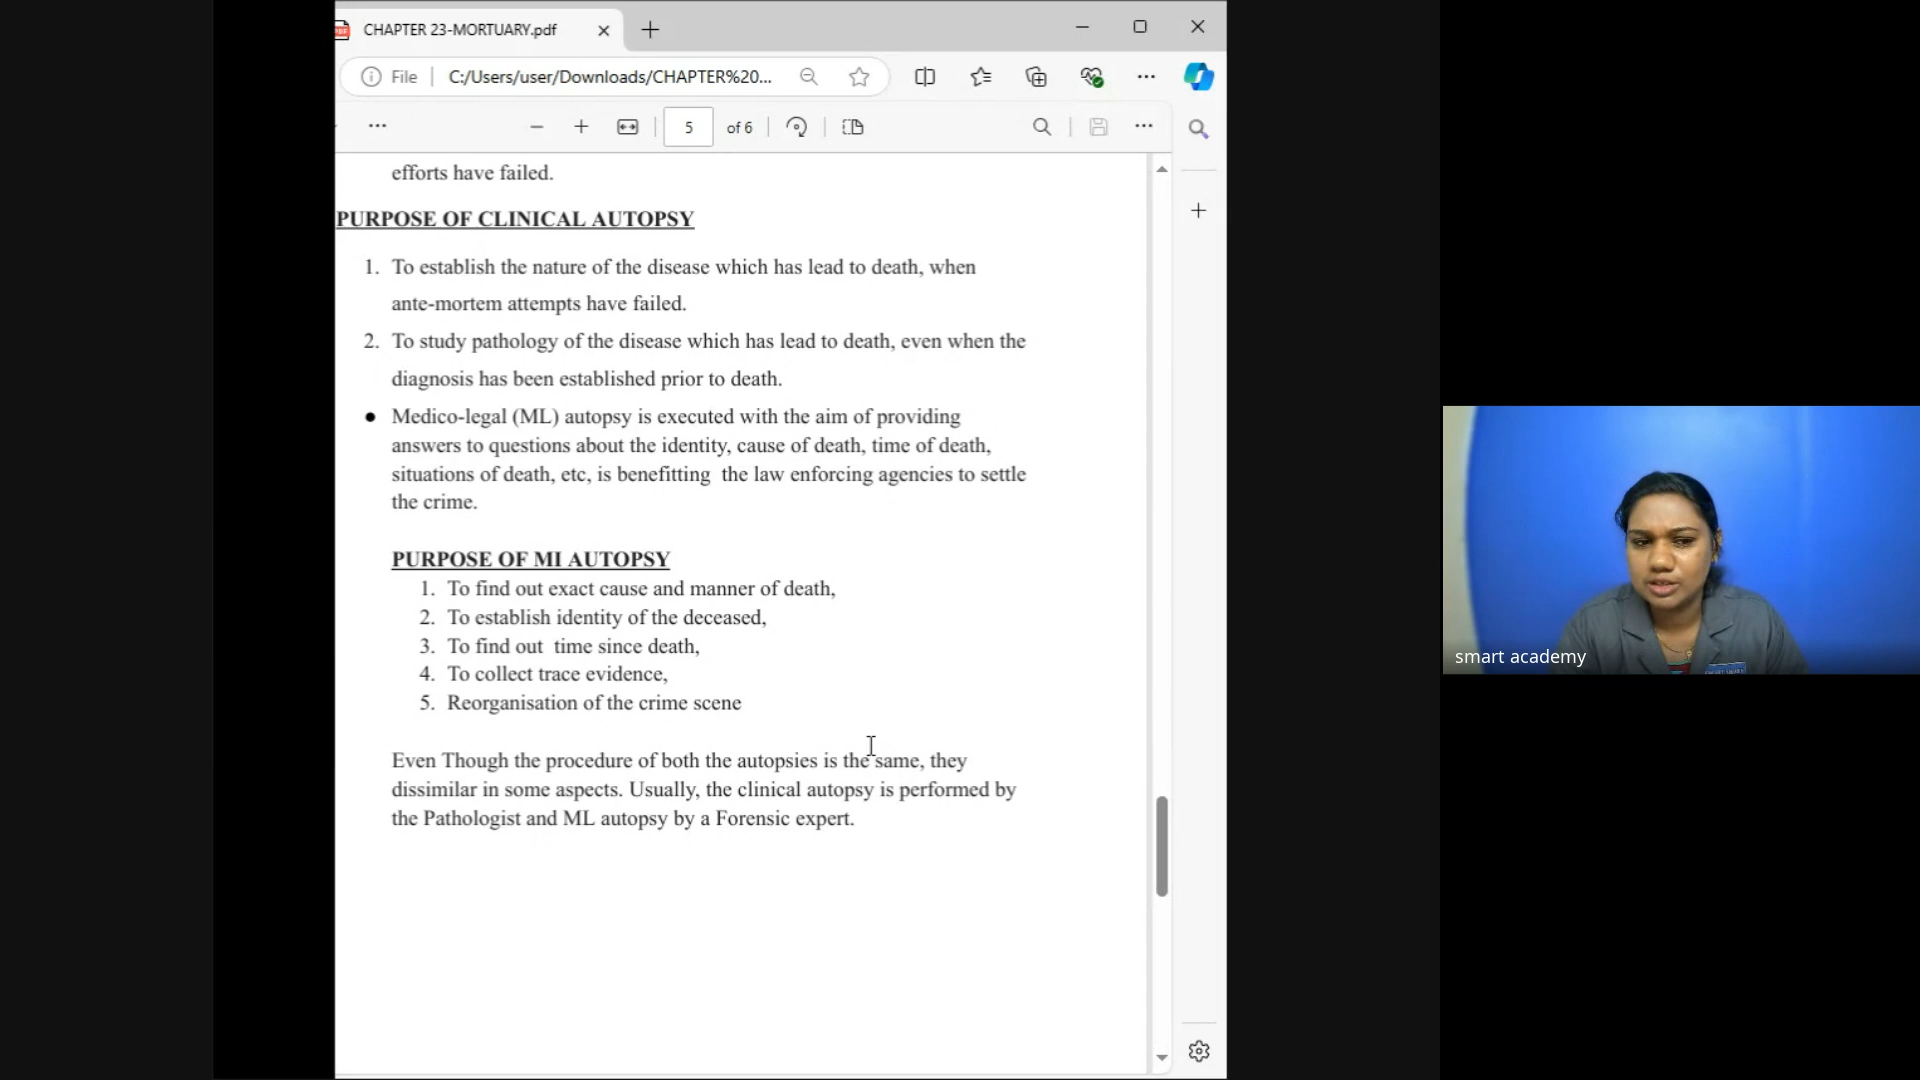 CHAPTER 23-MORTUARY.pdf
File
C:/Users/user/Downloads/CHAPTER%20...
5 of 6
efforts have failed.
PURPOSE OF CLINICAL AUTOPSY
1. To establish the nature of the disease which has lead to death, when
ante-mortem attempts have failed.
2. To study pathology of the disease which has lead to death, even when the
diagnosis has been established prior to death.
● Medico-legal (ML) autopsy is executed with the aim of providing
answers to questions about the identity, cause of death, time of death,
situations of death, etc, is benefitting the law enforcing agencies to settle
the crime.
PURPOSE OF MI AUTOPSY
1. To find out exact cause and manner of death,
2. To establish identity of the deceased,
3. To find out time since death,
4. To collect trace evidence,
5. Reorganisation of the crime scene
Even Though the procedure of both the autopsies is the same, they
dissimilar in some aspects. Usually, the clinical autopsy is performed by
the Pathologist and ML autopsy by a Forensic expert.
smart academy